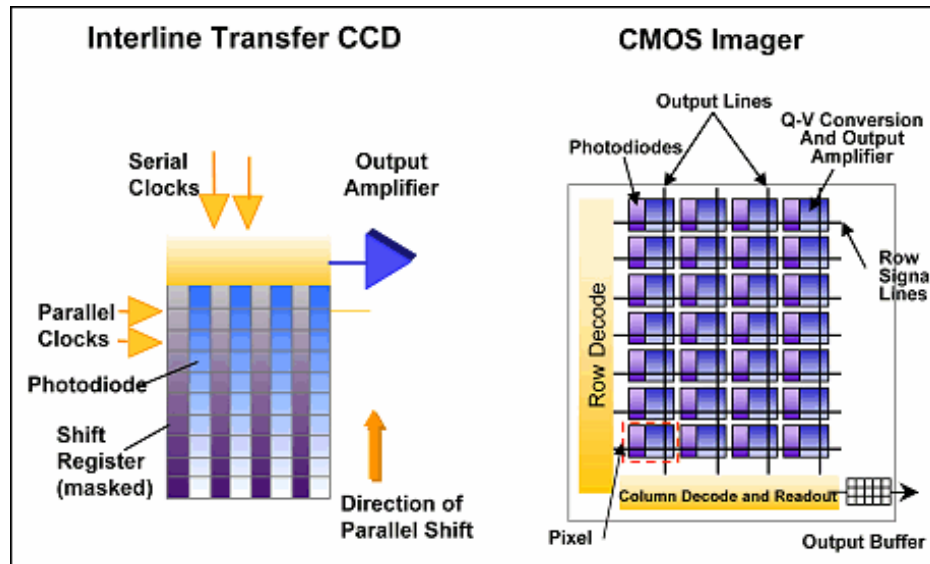 Interline Transfer CCD
Serial
Clocks
Output
Amplifier
Parallel
Clocks
Photodiode
Shift
Register
(masked)
Direction of
Parallel Shift
CMOS Imager
Output Lines
Q-V Conversion
And Output
Amplifier
Photodiodes
Row
Signa
Lines
Row Decode
Column Decode and Readout
Pixel
Output Buffer